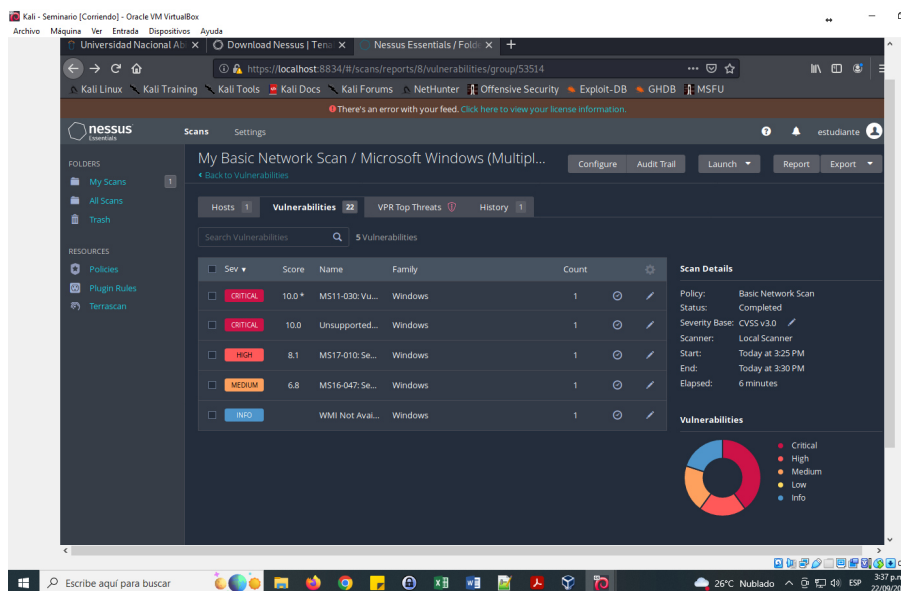 Kali - Seminario [Corriendo] - Oracle VM VirtualBox
Archivo Máquina Ver Entrada Dispositivos Ayuda
Universidad Nacional Ab × Download Nessus | Tena × Nessus Essentials / Folde × +
https://localhost:8834/#/scans/reports/8/vulnerabilities/group/53514
Kali Linux Kali Training Kali Tools Kali Docs Kali Forums NetHunter Offensive Security Exploit-DB GHDB MSFU
There's an error with your feed. Click here to view your license information.
nessus Essentials Scans Settings estudiante
FOLDERS
My Scans 1
All Scans
Trash
RESOURCES
Policies
Plugin Rules
Terrascan
My Basic Network Scan / Microsoft Windows (Multipl...
Configure Audit Trail Launch Report Export
< Back to Vulnerabilities
Hosts 1 Vulnerabilities 22 VPR Top Threats History 1
Search Vulnerabilities 5 Vulnerabilities
Sev Score Name Family Count
CRITICAL 10.0 * MS11-030: Vu... Windows 1
CRITICAL 10.0 Unsupported... Windows 1
HIGH 8.1 MS17-010: Se... Windows 1
MEDIUM 6.8 MS16-047: Se... Windows 1
INFO WMI Not Avai... Windows 1
Scan Details
Policy: Basic Network Scan
Status: Completed
Severity Base: CVSS v3.0
Scanner: Local Scanner
Start: Today at 3:25 PM
End: Today at 3:30 PM
Elapsed: 6 minutes
Vulnerabilities
Critical
High
Medium
Low
Info
Escribe aquí para buscar
26°C Nublado ESP
3:37 p.m
22/09/20